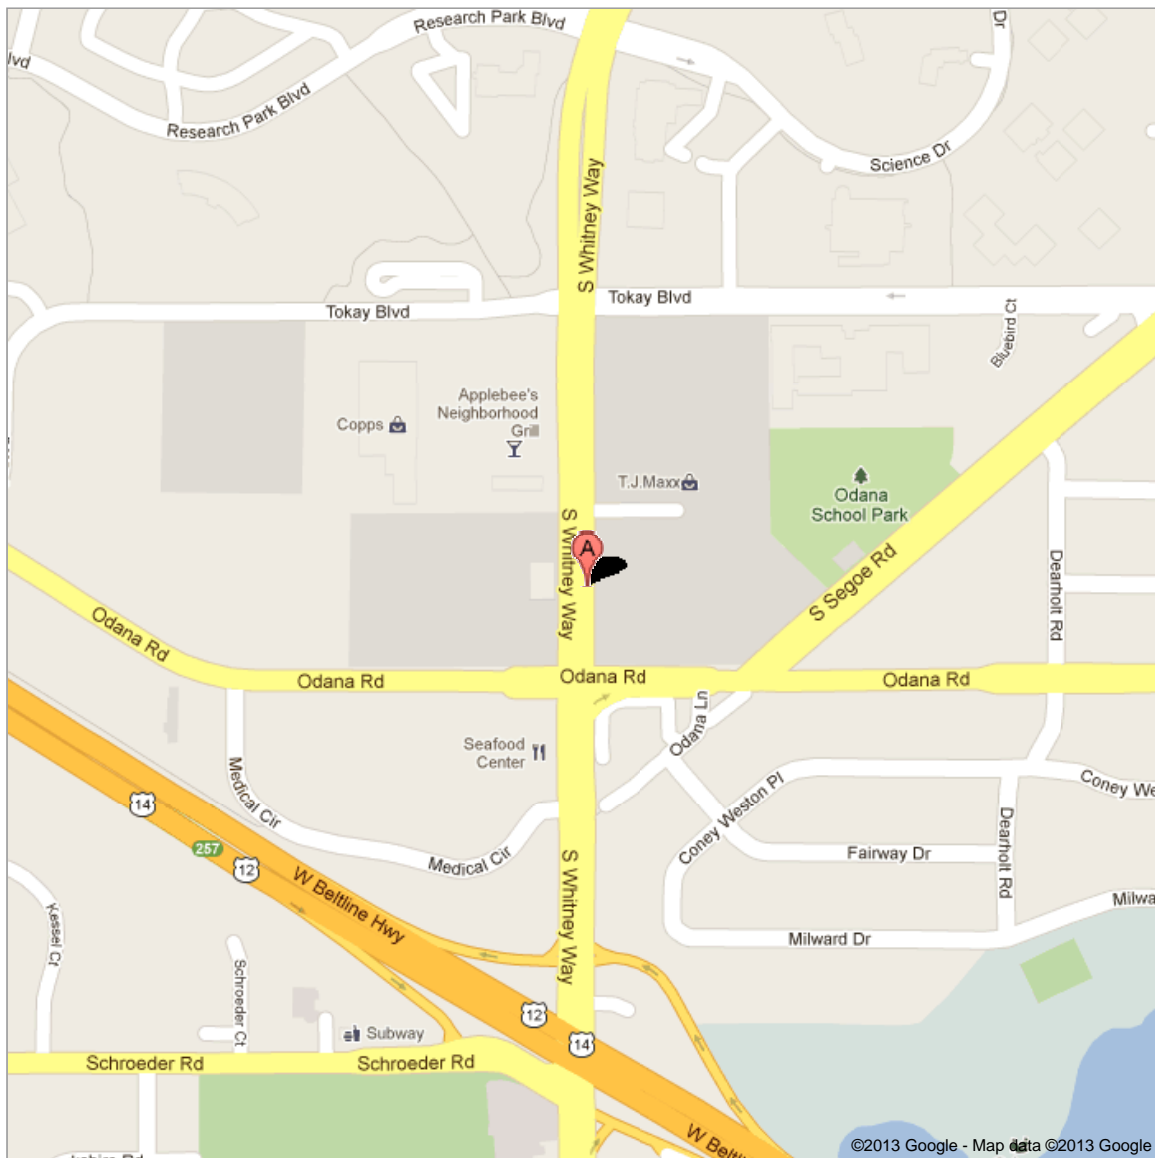 Research Park Blvd
Dr
lvd
Research Park Blvd
Science Dr
S Whitney Way
Tokay Blvd
Tokay Blvd
Bluebird Ct
Applebee's
Neighborhood
Grill
Copps
T.J.Maxx
Odana
School Park
S Whitney Way
A
S Segoe Rd
Dearholt Rd
Odana Rd
Odana Rd
Odana Rd
Odana Rd
Odana Ln
Seafood
Center
Medical Cir
Coney Weston Pl
Coney We
14
257
12
Medical Cir
S Whitney Way
Fairway Dr
Dearholt Rd
W Beltline Hwy
Kessel Ct
Milwa
Milward Dr
Schroeder Ct
12
Subway
14
Schroeder Rd
Schroeder Rd
W Beltl
©2013 Google - Map data ©2013 Google